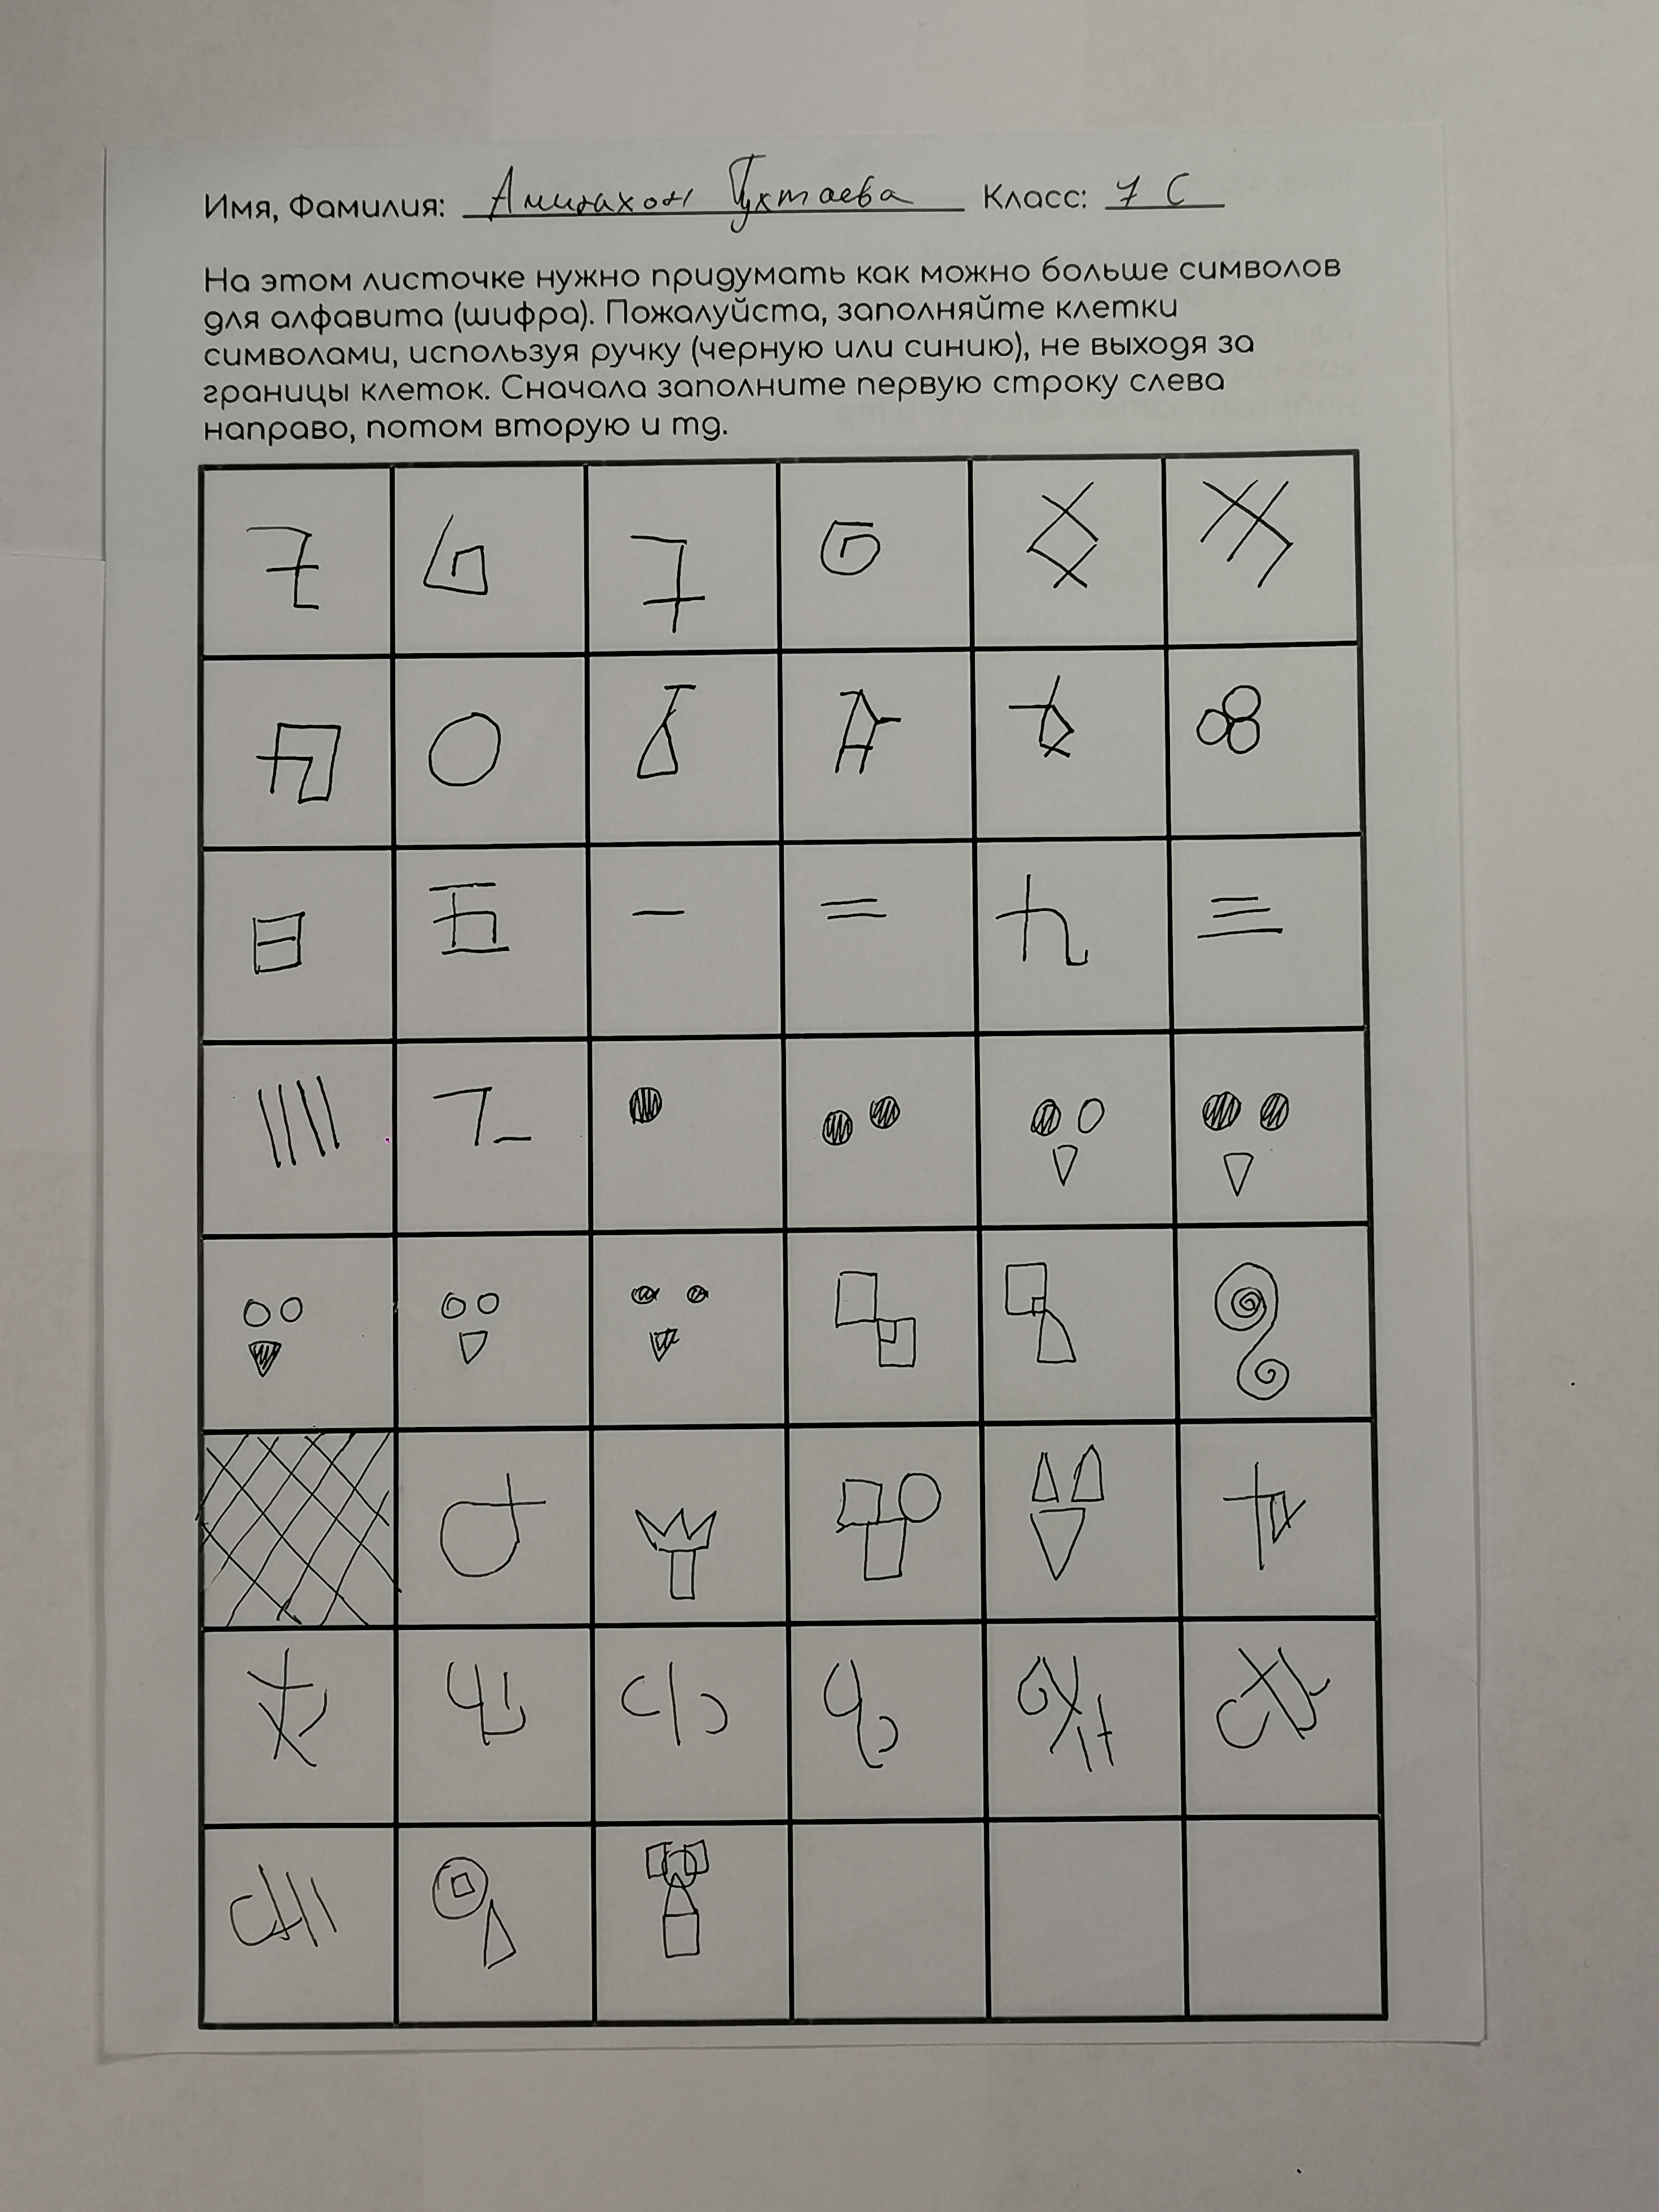 Имя, Фамилия: Аминахон Тухтаева Класс: 7 С
На этом листочке нужно придумать как можно больше символов
для алфавита (шифра). Пожалуйста, заполняйте клетки
символами, используя ручку (черную или синию), не выходя за
границы клеток. Сначала заполните первую строку слева
направо, потом вторую и тд.